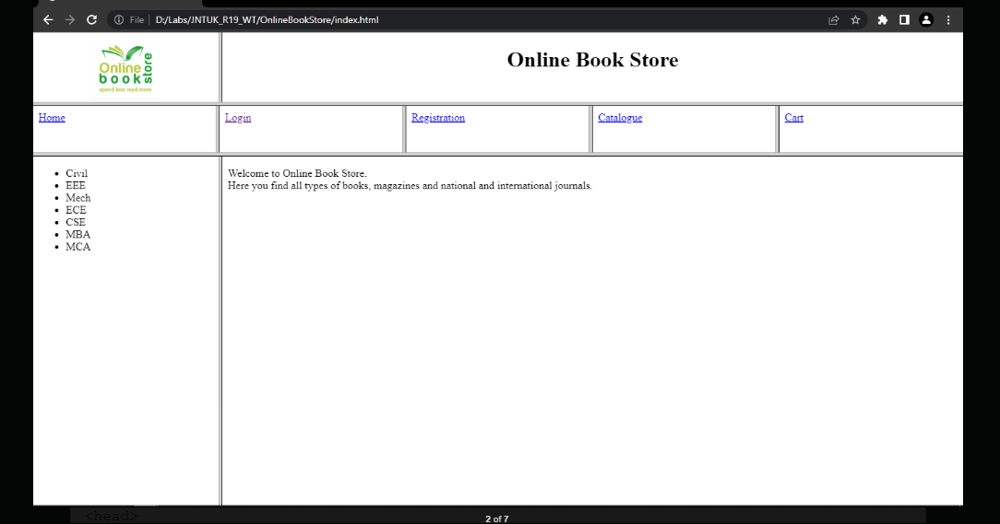 File
D:/Labs/JNTUK_R19_WT/OnlineBookStore/index.html
Online
book
store
spend less read more
Online Book Store
Home
Login
Registration
Catalogue
Cart
Civil
EEE
Mech
ECE
CSE
MBA
MCA
Welcome to Online Book Store.
Here you find all types of books, magazines and national and international journals.
<head>
2 of 7